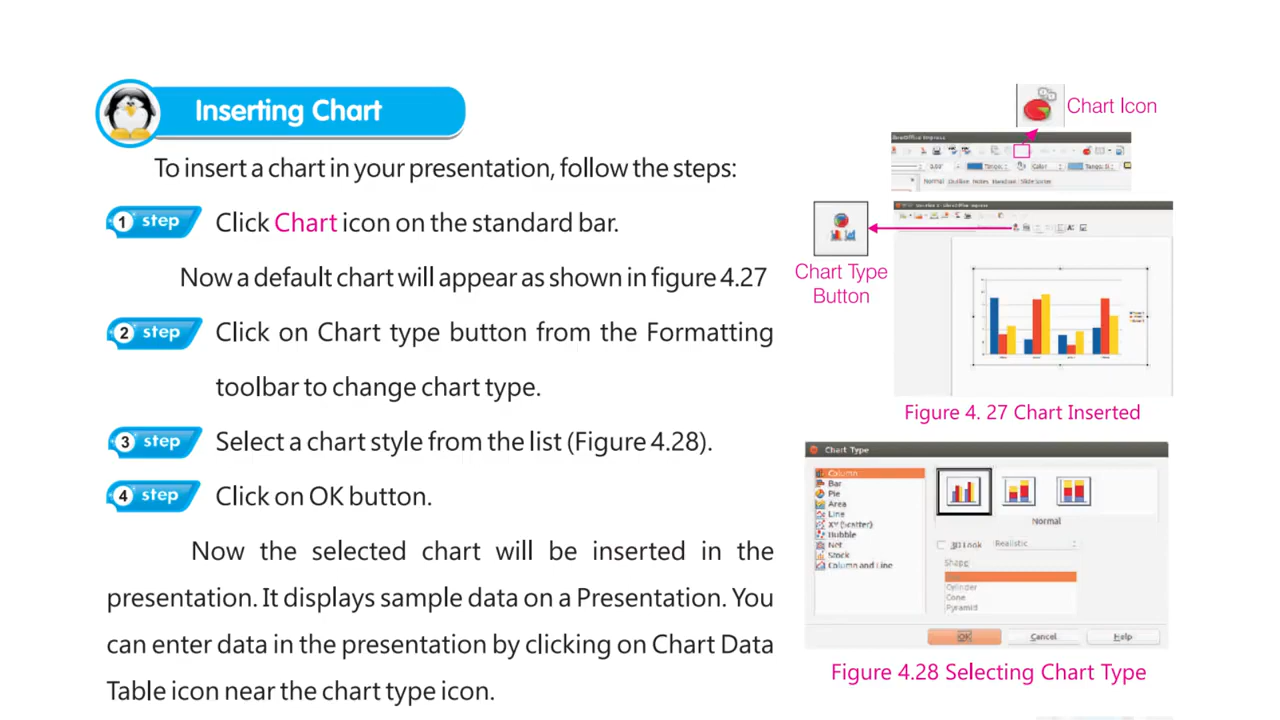 Inserting Chart
To insert a chart in your presentation, follow the steps:
1 step Click Chart icon on the standard bar.
Now a default chart will appear as shown in figure 4.27
2 step Click on Chart type button from the Formatting
toolbar to change chart type.
3 step Select a chart style from the list (Figure 4.28).
4 step Click on OK button.
Now the selected chart will be inserted in the
presentation. It displays sample data on a Presentation. You
can enter data in the presentation by clicking on Chart Data
Table icon near the chart type icon.
Chart Icon
Normal Outline Notes Handout Slide Sorter
Chart Type
Button
Figure 4. 27 Chart Inserted
Chart Type
Column
Bar
Pie
Area
Line
XY (Scatter)
Bubble
Net
Stock
Column and Line
Normal
3D Look Realistic
Shape
Cylinder
Cone
Pyramid
OK Cancel Help
Figure 4.28 Selecting Chart Type